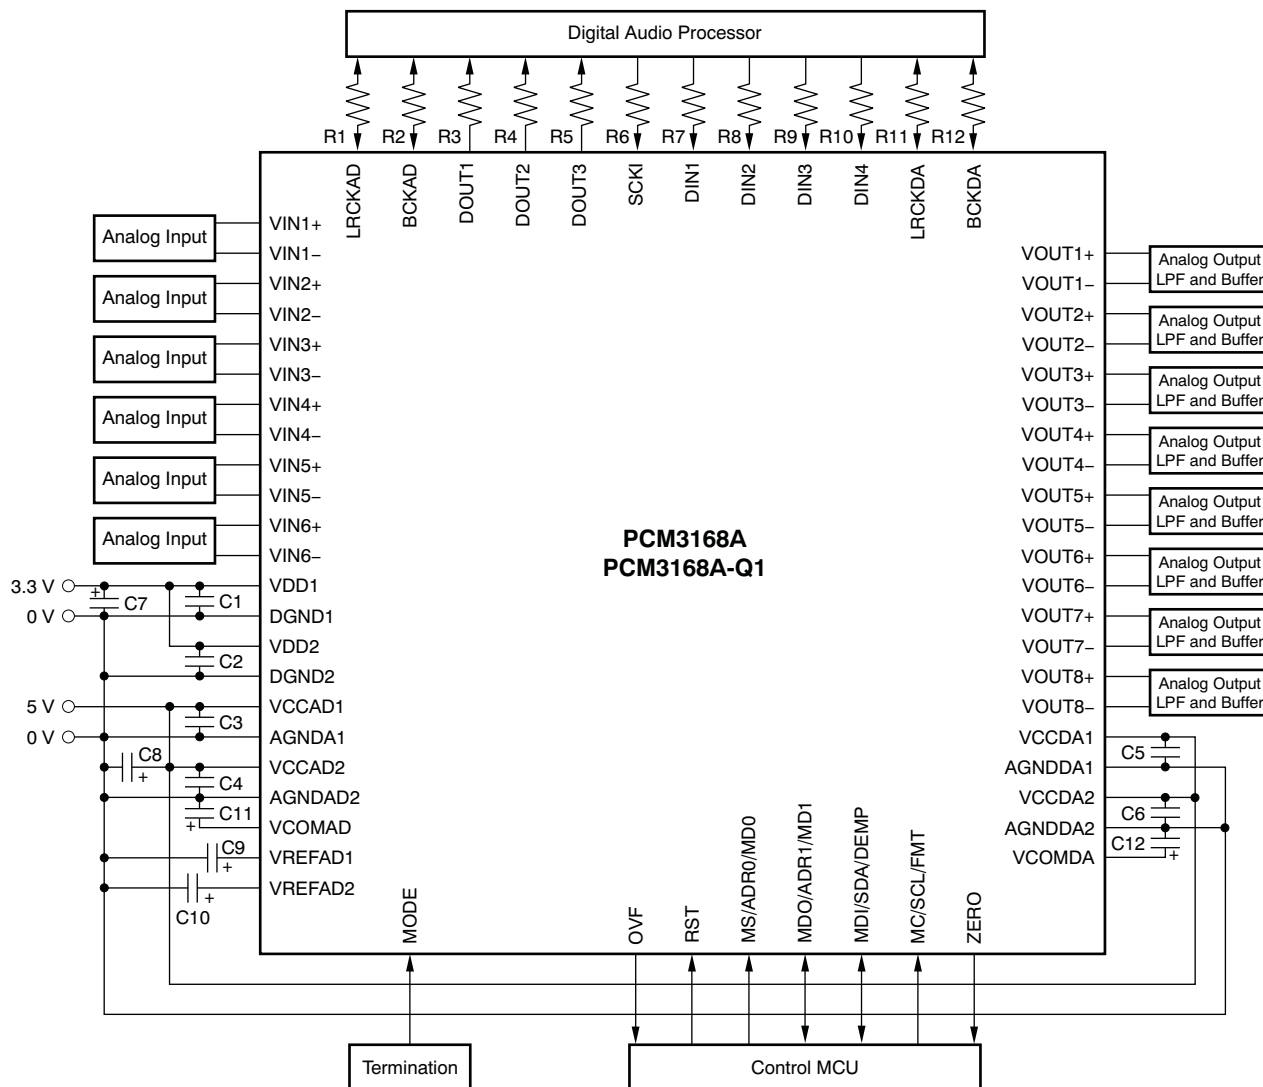 Digital Audio Processor
R1 R2 R3 R4 R5 R6 R7 R8 R9 R10 R11 R12
LRCKAD
BCKAD
DOUT1
DOUT2
DOUT3
SCKI
DIN1
DIN2
DIN3
DIN4
LRCKDA
BCKDA
Analog Input
VIN1+
VIN1−
Analog Input
VIN2+
VIN2−
Analog Input
VIN3+
VIN3−
Analog Input
VIN4+
VIN4−
Analog Input
VIN5+
VIN5−
Analog Input
VIN6+
VIN6−
3.3 V
+
C7
C1
VDD1
0 V
DGND1
VDD2
C2
DGND2
5 V
VCCAD1
C3
0 V
AGNDA1
C8
+
VCCAD2
C4
AGNDAD2
C11
+
VCOMAD
C9
+
VREFAD1
C10
+
VREFAD2
PCM3168A
PCM3168A-Q1
VOUT1+
VOUT1−
Analog Output
LPF and Buffer
VOUT2+
VOUT2−
Analog Output
LPF and Buffer
VOUT3+
VOUT3−
Analog Output
LPF and Buffer
VOUT4+
VOUT4−
Analog Output
LPF and Buffer
VOUT5+
VOUT5−
Analog Output
LPF and Buffer
VOUT6+
VOUT6−
Analog Output
LPF and Buffer
VOUT7+
VOUT7−
Analog Output
LPF and Buffer
VOUT8+
VOUT8−
Analog Output
LPF and Buffer
VCCDA1
C5
AGNDDA1
VCCDA2
C6
AGNDDA2
C12
+
VCOMDA
MODE
OVF
RST
MS/ADR0/MD0
MDO/ADR1/MD1
MDI/SDA/DEMP
MC/SCL/FMT
ZERO
Termination
Control MCU